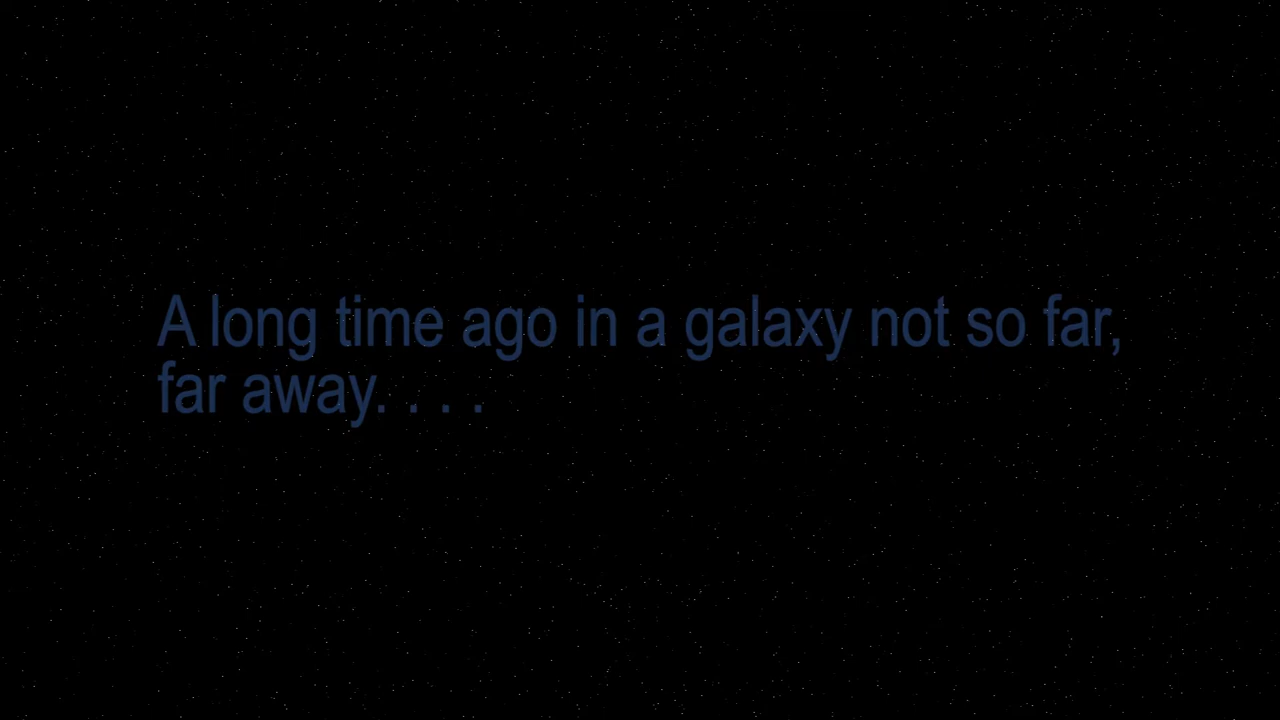 A long time ago in a galaxy not so far,
far away. . . .